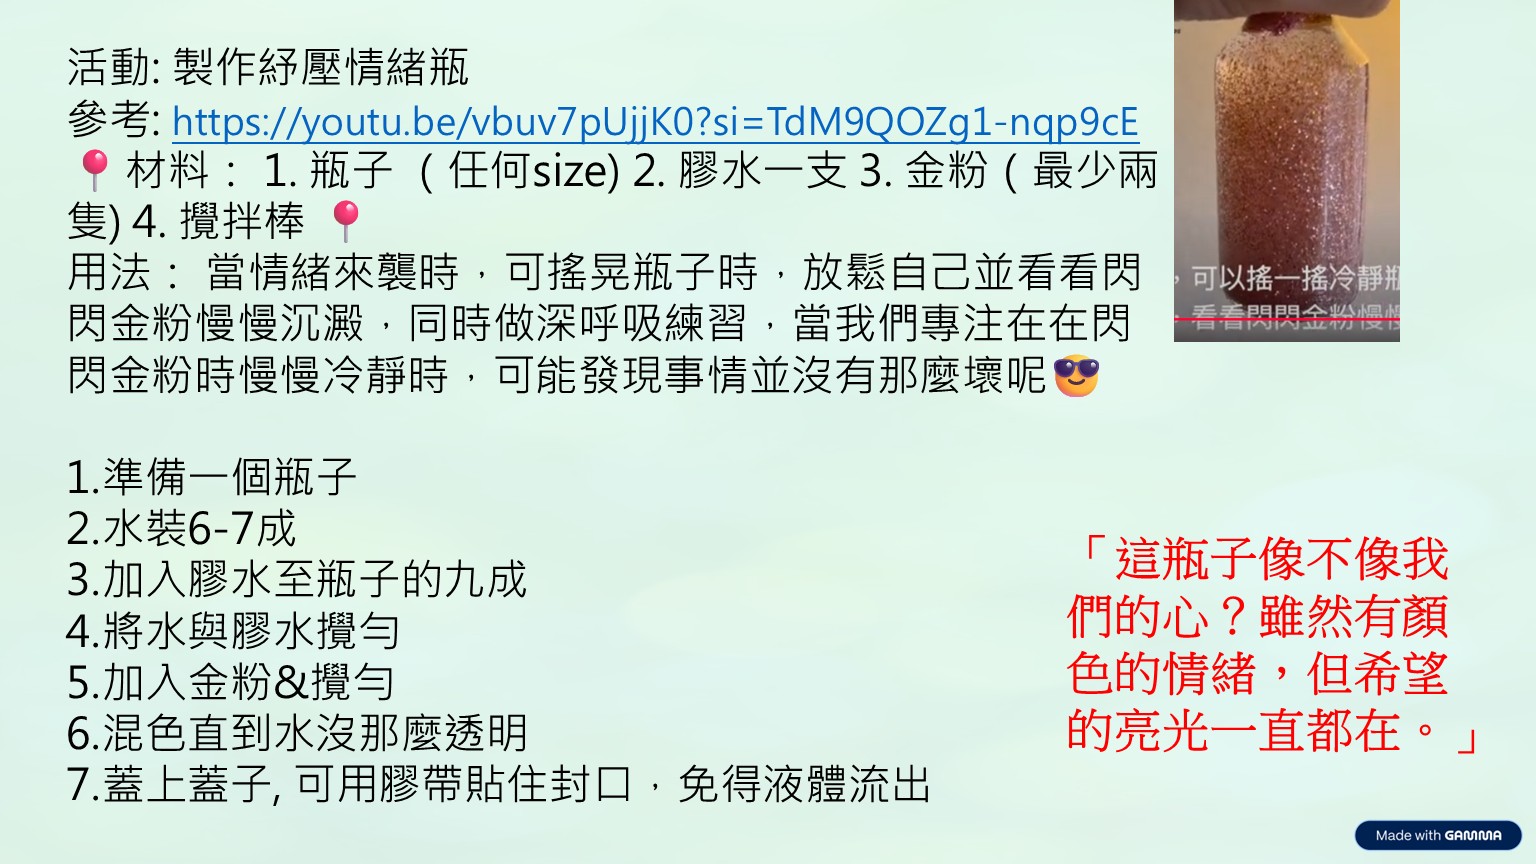 活動: 製作紓壓情緒瓶
參考: https://youtu.be/vbuv7pUjjK0?si=TdM9QOZg1-nqp9cE
📍 材料： 1. 瓶子 （任何size) 2. 膠水一支 3. 金粉（最少兩
隻) 4. 攪拌棒 📍
用法： 當情緒來襲時，可搖晃瓶子時，放鬆自己並看看閃
閃金粉慢慢沉澱，同時做深呼吸練習，當我們專注在在閃
閃金粉時慢慢冷靜時，可能發現事情並沒有那麼壞呢😎
1.準備一個瓶子
2.水裝6-7成
3.加入膠水至瓶子的九成
4.將水與膠水攪勻
5.加入金粉&攪勻
6.混色直到水沒那麼透明
7.蓋上蓋子, 可用膠帶貼住封口，免得液體流出
，可以搖一搖冷靜瓶
，看看閃閃金粉慢慢
「這瓶子像不像我
們的心？雖然有顏
色的情緒，但希望
的亮光一直都在。」
Made with GAMMA